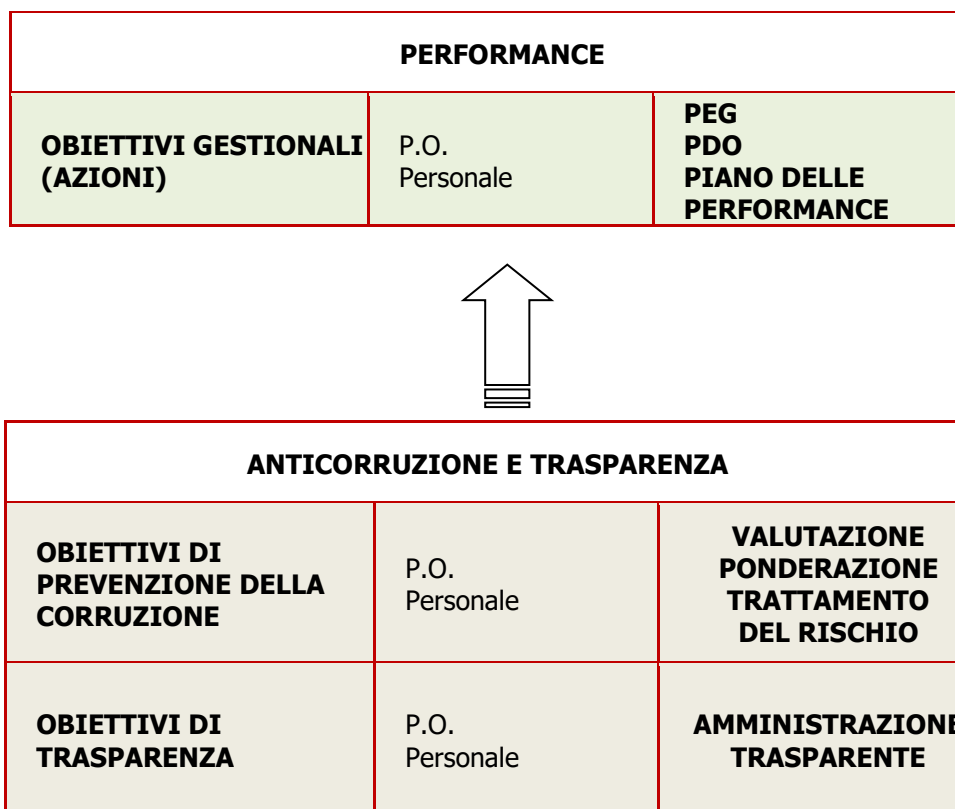 PERFORMANCE
OBIETTIVI GESTIONALI
(AZIONI)
P.O.
Personale
PEG
PDO
PIANO DELLE
PERFORMANCE
ANTICORRUZIONE E TRASPARENZA
OBIETTIVI DI
PREVENZIONE DELLA
CORRUZIONE
P.O.
Personale
VALUTAZIONE
PONDERAZIONE
TRATTAMENTO
DEL RISCHIO
OBIETTIVI DI
TRASPARENZA
P.O.
Personale
AMMINISTRAZIONE
TRASPARENTE